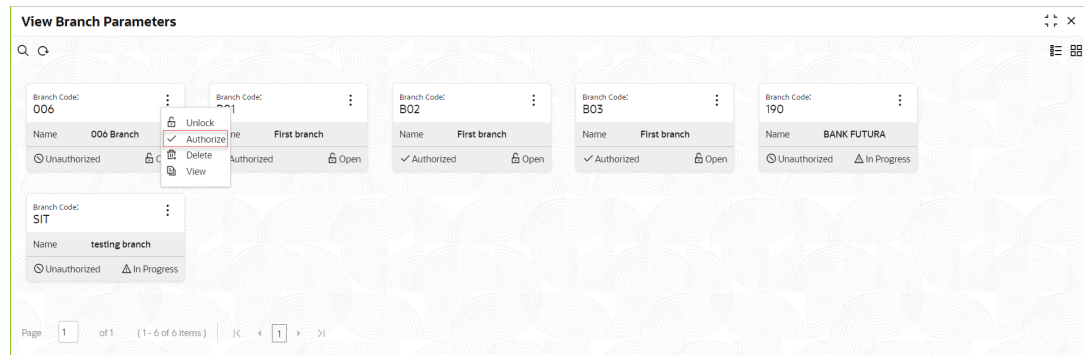 View Branch Parameters
Branch Code: Branch Code: Branch Code: Branch Code: Branch Code:
006 B02 B03 190
Unlock
Name 006 Branch First branch Name First branch Name First branch Name BANK FUTURA
Authorize
Unauthorized Authorized Open Authorized Open Authorized Open Unauthorized In Progress
Delete
View
Branch Code:
SIT
Name testing branch
Unauthorized In Progress
Page 1 of 1 (1 - 6 of 6 items) 1